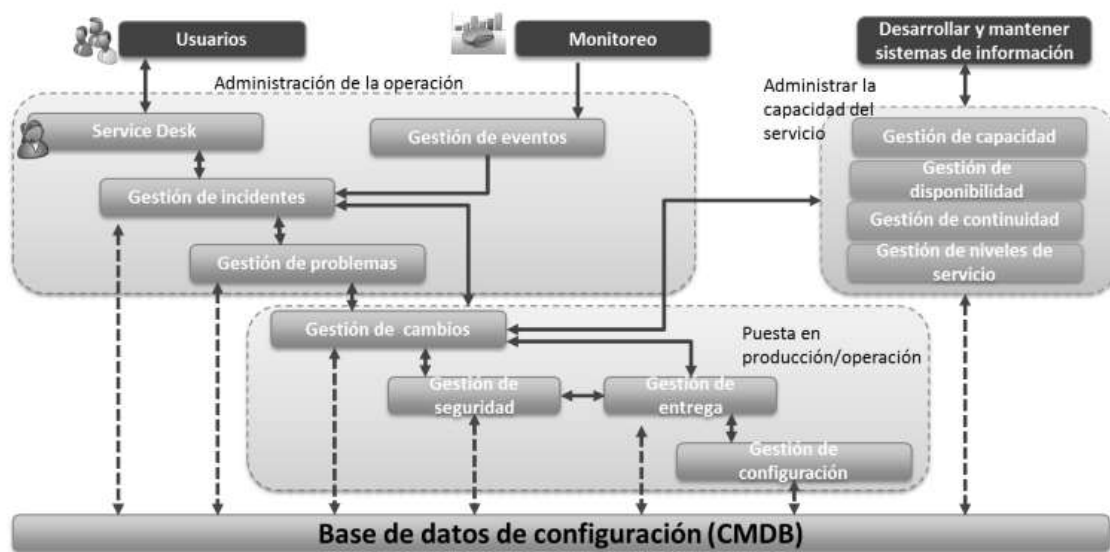 Usuarios
Monitoreo
Desarrollar y mantener
sistemas de información
Administración de la operación
Administrar la
capacidad del
servicio
Service Desk
Gestión de eventos
Gestión de capacidad
Gestión de
disponibilidad
Gestión de incidentes
Gestión de continuidad
Gestión de problemas
Gestión de niveles de
servicio
Gestión de cambios
Puesta en
producción/operación
Gestión de
seguridad
Gestión de
entrega
Gestión de
configuración
Base de datos de configuración (CMDB)